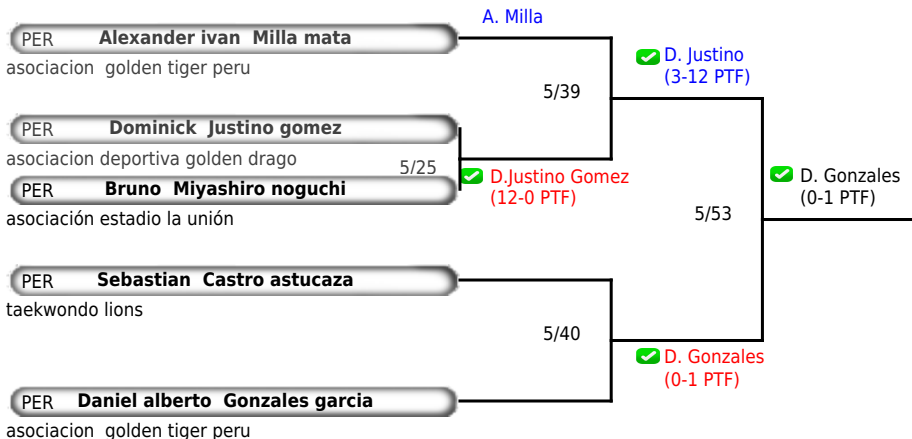 A. Milla
PER Alexander ivan Milla mata
asociacion golden tiger peru
D. Justino
(3-12 PTF)
5/39
PER Dominick Justino gomez
asociacion deportiva golden drago
5/25
PER Bruno Miyashiro noguchi
asociación estadio la unión
D.Justino Gomez
(12-0 PTF)
D. Gonzales
(0-1 PTF)
5/53
PER Sebastian Castro astucaza
taekwondo lions
5/40
D. Gonzales
(0-1 PTF)
PER Daniel alberto Gonzales garcia
asociacion golden tiger peru